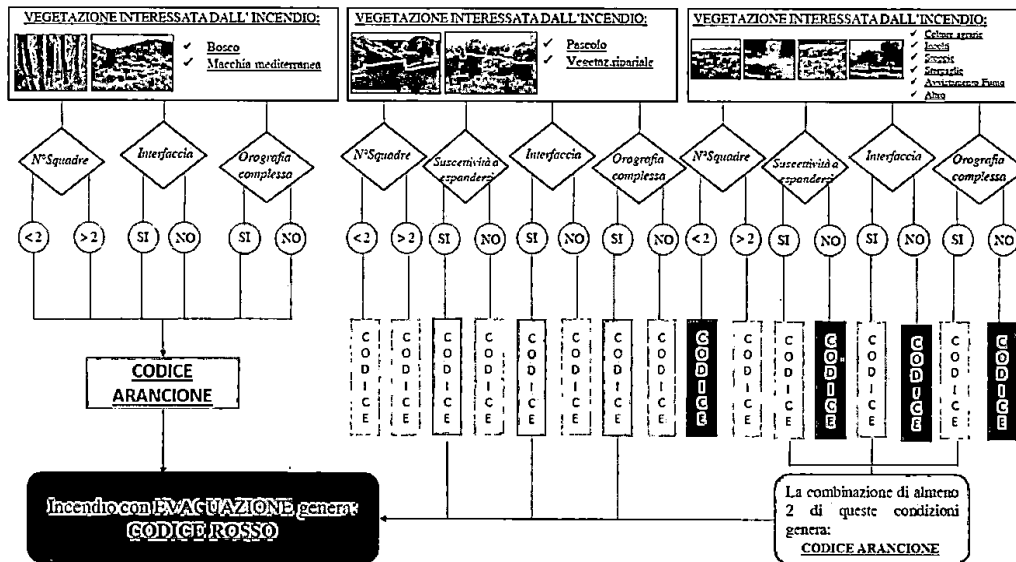 VEGETAZIONE INTERESSATA DALL' INCENDIO:
✓ Bosco
✓ Macchia mediterranea
N°Squadre
Interfaccia
Orografia
complessa
<2
>2
SI
NO
SI
NO
CODICE
ARANCIONE
Incendio con EVACUAZIONE genera:
CODICE ROSSO
VEGETAZIONE INTERESSATA DALL'INCENDIO:
✓ Pascolo
✓ Vegetaz.ripariale
N°Squadre
Suscettività a
espandersi
Interfaccia
Orografia
complessa
<2
>2
SI
NO
SI
NO
SI
NO
CODICE
CODICE
CODICE
CODICE
CODICE
CODICE
CODICE
CODICE
VEGETAZIONE INTERESSATA DALL'INCENDIO:
✓ Colture agrarie
✓ Incolti
✓ Stoppie
✓ Sterpaglie
✓ Avvistamento Fumo
✓ Altro
N°Squadre
Suscettività a
espandersi
Interfaccia
Orografia
complessa
<2
>2
SI
NO
SI
NO
SI
NO
CODICE
CODICE
CODICE
CODICE
CODICE
CODICE
CODICE
CODICE
La combinazione di almeno
2 di queste condizioni
genera:
CODICE ARANCIONE